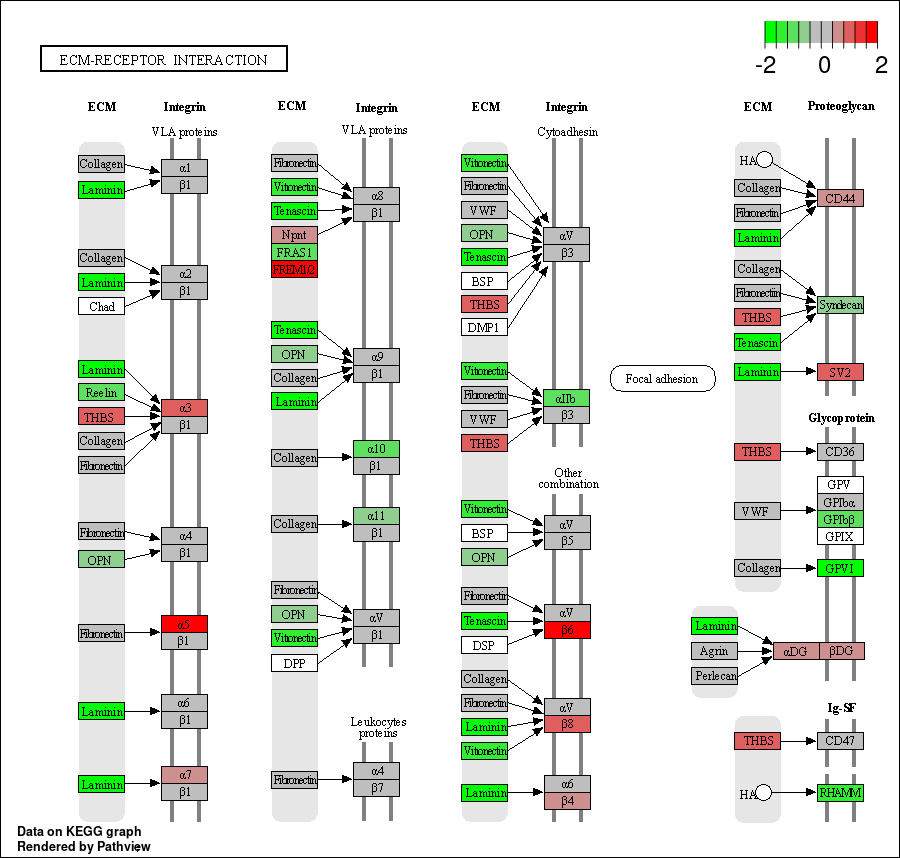 ECM-RECEPTOR INTERACTION
-2 0 2
ECM Integrin
VLA proteins
Collagen
Laminin
α1
β1
Collagen
Laminin
Chad
α2
β1
Laminin
Reelin
THBS
Collagen
Fibronectin
α3
β1
Fibronectin
OPN
α4
β1
Fibronectin
α5
β1
Laminin
α6
β1
Laminin
α7
β1
ECM Integrin
VLA proteins
Fibronectin
Vitronectin
Tenascin
Npnt
FRAS1
FREM1/2
α8
β1
Tenascin
OPN
Collagen
Laminin
α9
β1
Collagen
α10
β1
Collagen
α11
β1
Fibronectin
OPN
Vitronectin
DPP
αV
β1
Leukocytes
proteins
Fibronectin
α4
β7
ECM Integrin
Cytoadhesin
Vitronectin
Fibronectin
VWF
OPN
Tenascin
BSP
THBS
DMP1
αV
β3
Vitronectin
Fibronectin
VWF
THBS
αIIb
β3
Other
combination
Vitronectin
BSP
OPN
αV
β5
Fibronectin
Tenascin
DSP
αV
β6
Collagen
Fibronectin
Laminin
Vitronectin
αV
β8
Laminin
α6
β4
Focal adhesion
ECM Proteoglycan
HA
Collagen
Fibronectin
Laminin
CD44
Collagen
Fibronectin
THBS
Tenascin
Syndecan
Laminin
SV2
Glycoprotein
THBS
CD36
VWF
GPV
GPIbα
GPIbβ
GPIX
Collagen
GPVI
Laminin
Agrin
Perlecan
αDG
βDG
Ig-SF
THBS
CD47
HA
RHAMM
Data on KEGG graph
Rendered by Pathview